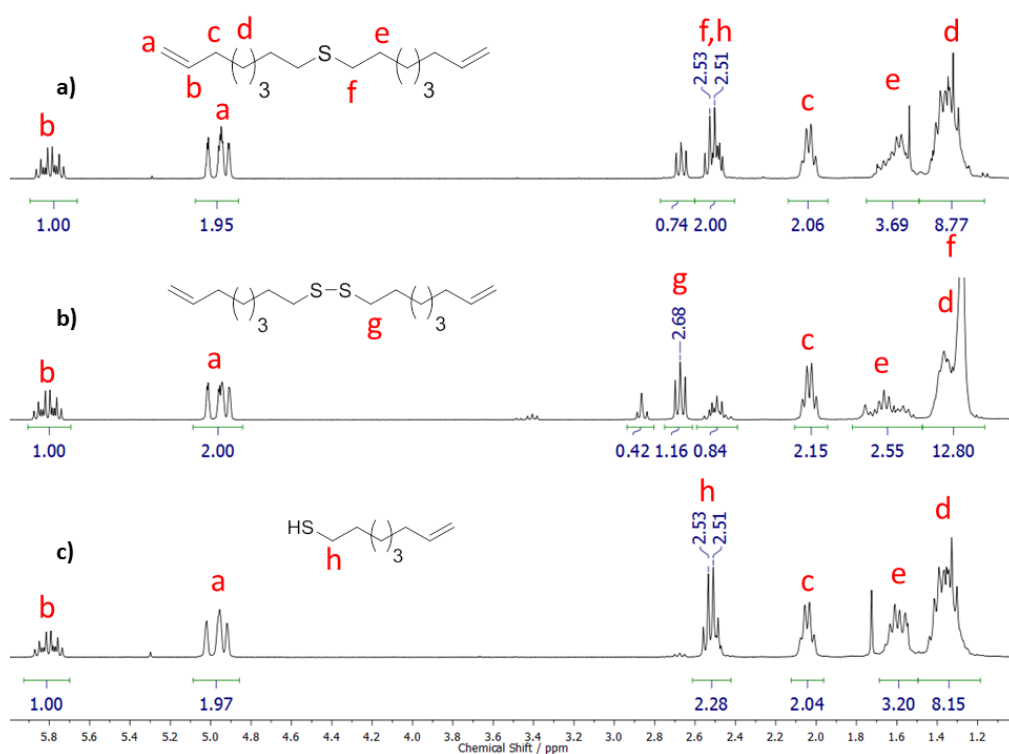 a
c
d
e
f,h
d
S
2.53
2.51
b
3
f
3
c
e
a)
b
a
1.00
1.95
0.74
2.00
2.06
3.69
8.77
f
S
S
g
3
3
2.68
b)
g
c
d
e
b
a
1.00
2.00
0.42
1.16
0.84
2.15
2.55
12.80
h
HS
2.53
2.51
d
3
c)
h
a
c
e
b
1.00
1.97
2.28
2.04
3.20
8.15
5.8 5.6 5.4 5.2 5.0 4.8 4.6 4.4 4.2 4.0 3.8 3.6 3.4 3.2 3.0 2.8 2.6 2.4 2.2 2.0 1.8 1.6 1.4 1.2
Chemical Shift / ppm